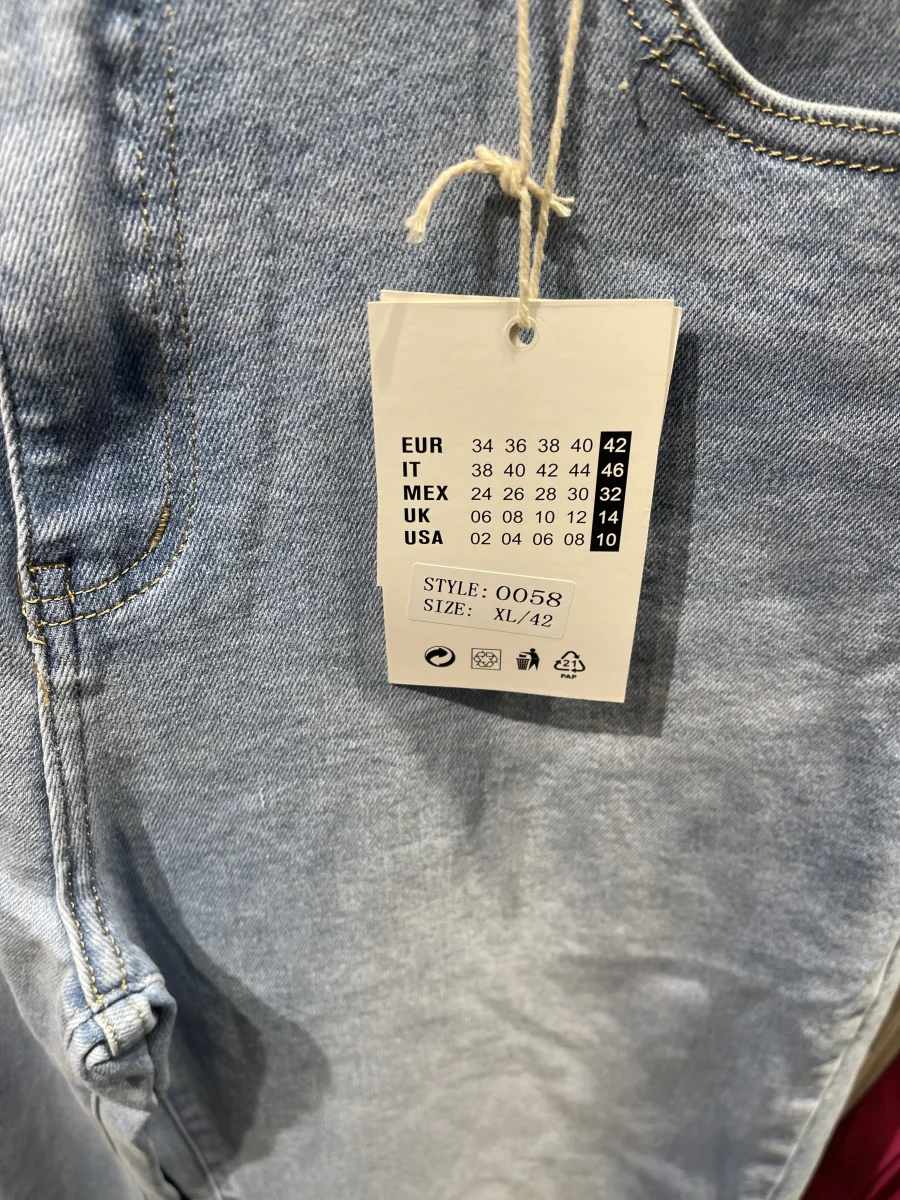 EUR 34 36 38 40 42
IT 38 40 42 44 46
MEX 24 26 28 30 32
UK 06 08 10 12 14
USA 02 04 06 08 10
STYLE: 0058
SIZE: XL/42
21
PAP